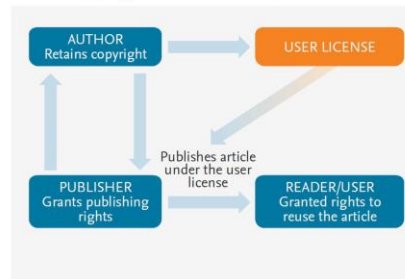 AUTHOR
Retains copyright
USER LICENSE
Publishes article
under the user
license
PUBLISHER
Grants publishing
rights
READER/USER
Granted rights to
reuse the article